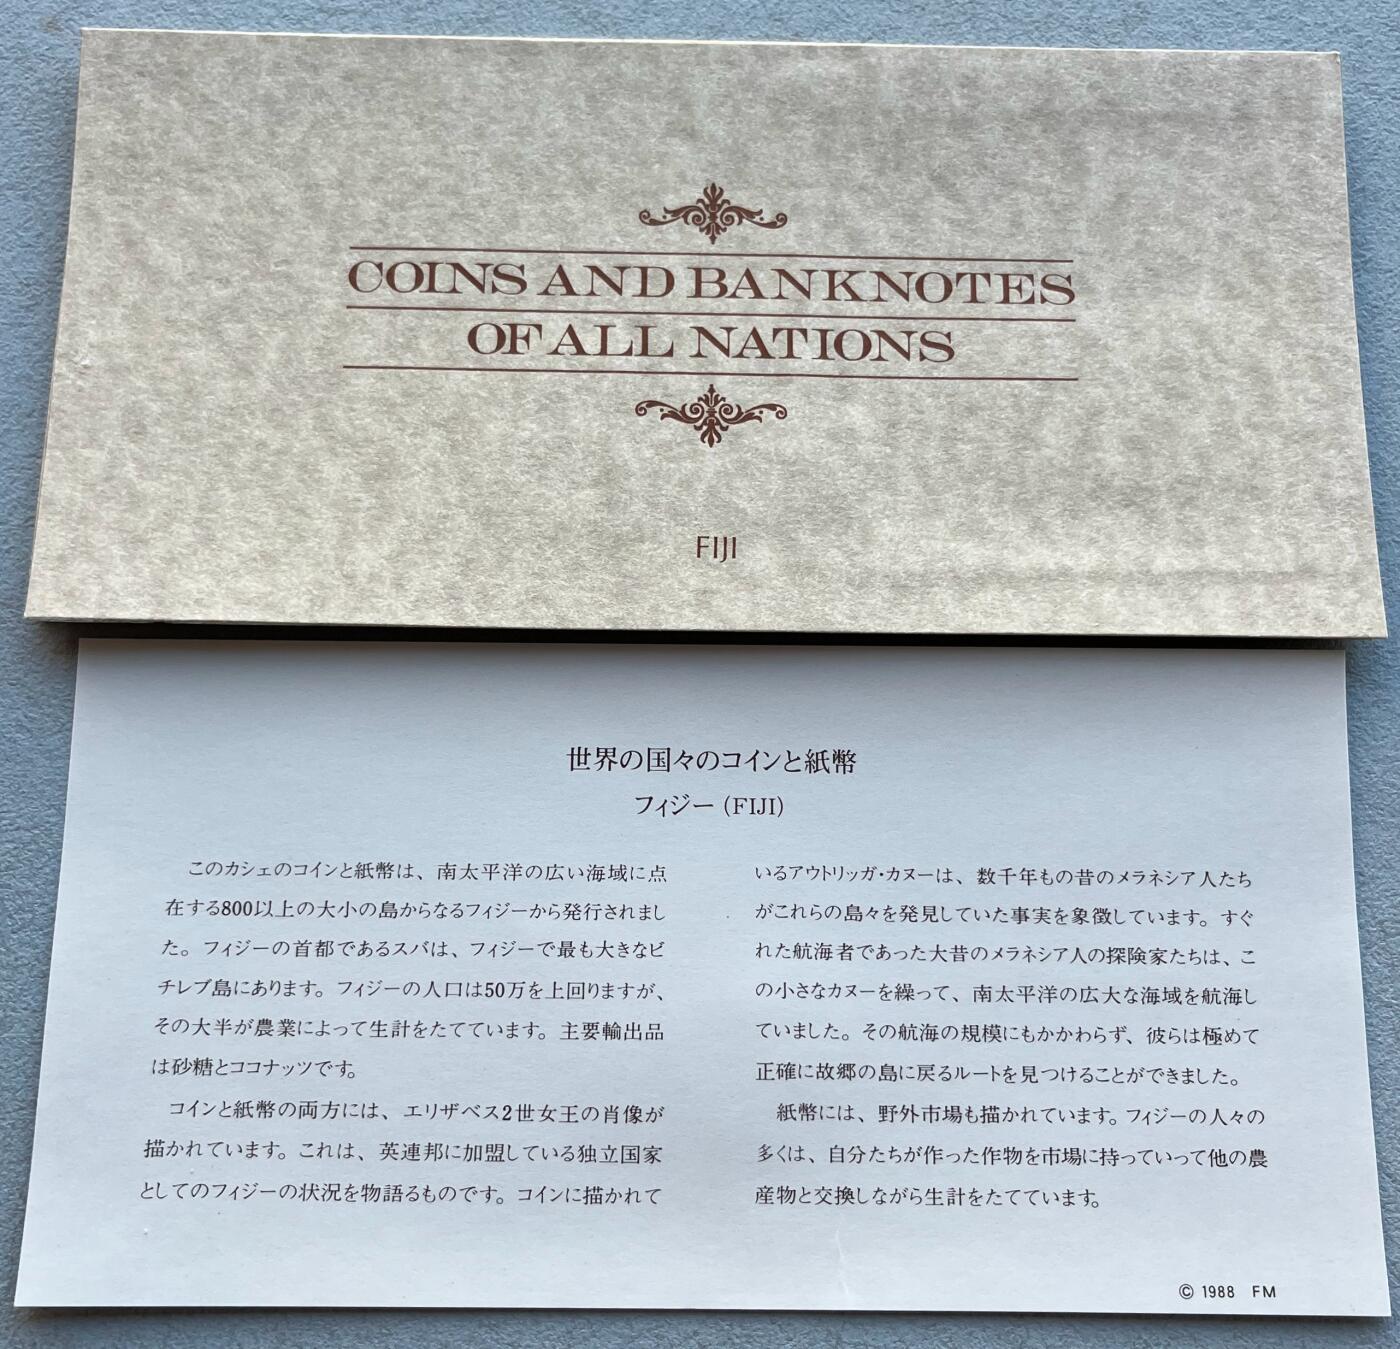 COINS AND BANKNOTES
OF ALL NATIONS
FIJI
世界の国々のコインと紙幣
フィジー (FIJI)
このカシェのコインと紙幣は、南太平洋の広い海域に点
在する800以上の大小の島からなるフィジーから発行されまし
た。フィジーの首都であるスバは、フィジーで最も大きなビ
チレブ島にあります。フィジーの人口は50万を上回りますが、
その大半が農業によって生計をたてています。主要輸出品
は砂糖とココナッツです。
コインと紙幣の両方には、エリザベス2世女王の肖像が
描かれています。これは、英連邦に加盟している独立国家
としてのフィジーの状況を物語るものです。コインに描かれて
いるアウトリッガ・カヌーは、数千年もの昔のメラネシア人たち
がこれらの島々を発見していた事実を象徴しています。すぐ
れた航海者であった大昔のメラネシア人の探険家たちは、こ
の小さなカヌーを繰って、南太平洋の広大な海域を航海し
ていました。その航海の規模にもかかわらず、彼らは極めて
正確に故郷の島に戻るルートを見つけることができました。
紙幣には、野外市場も描かれています。フィジーの人々の
多くは、自分たちが作った作物を市場に持っていって他の農
産物と交換しながら生計をたてています。
© 1988 FM